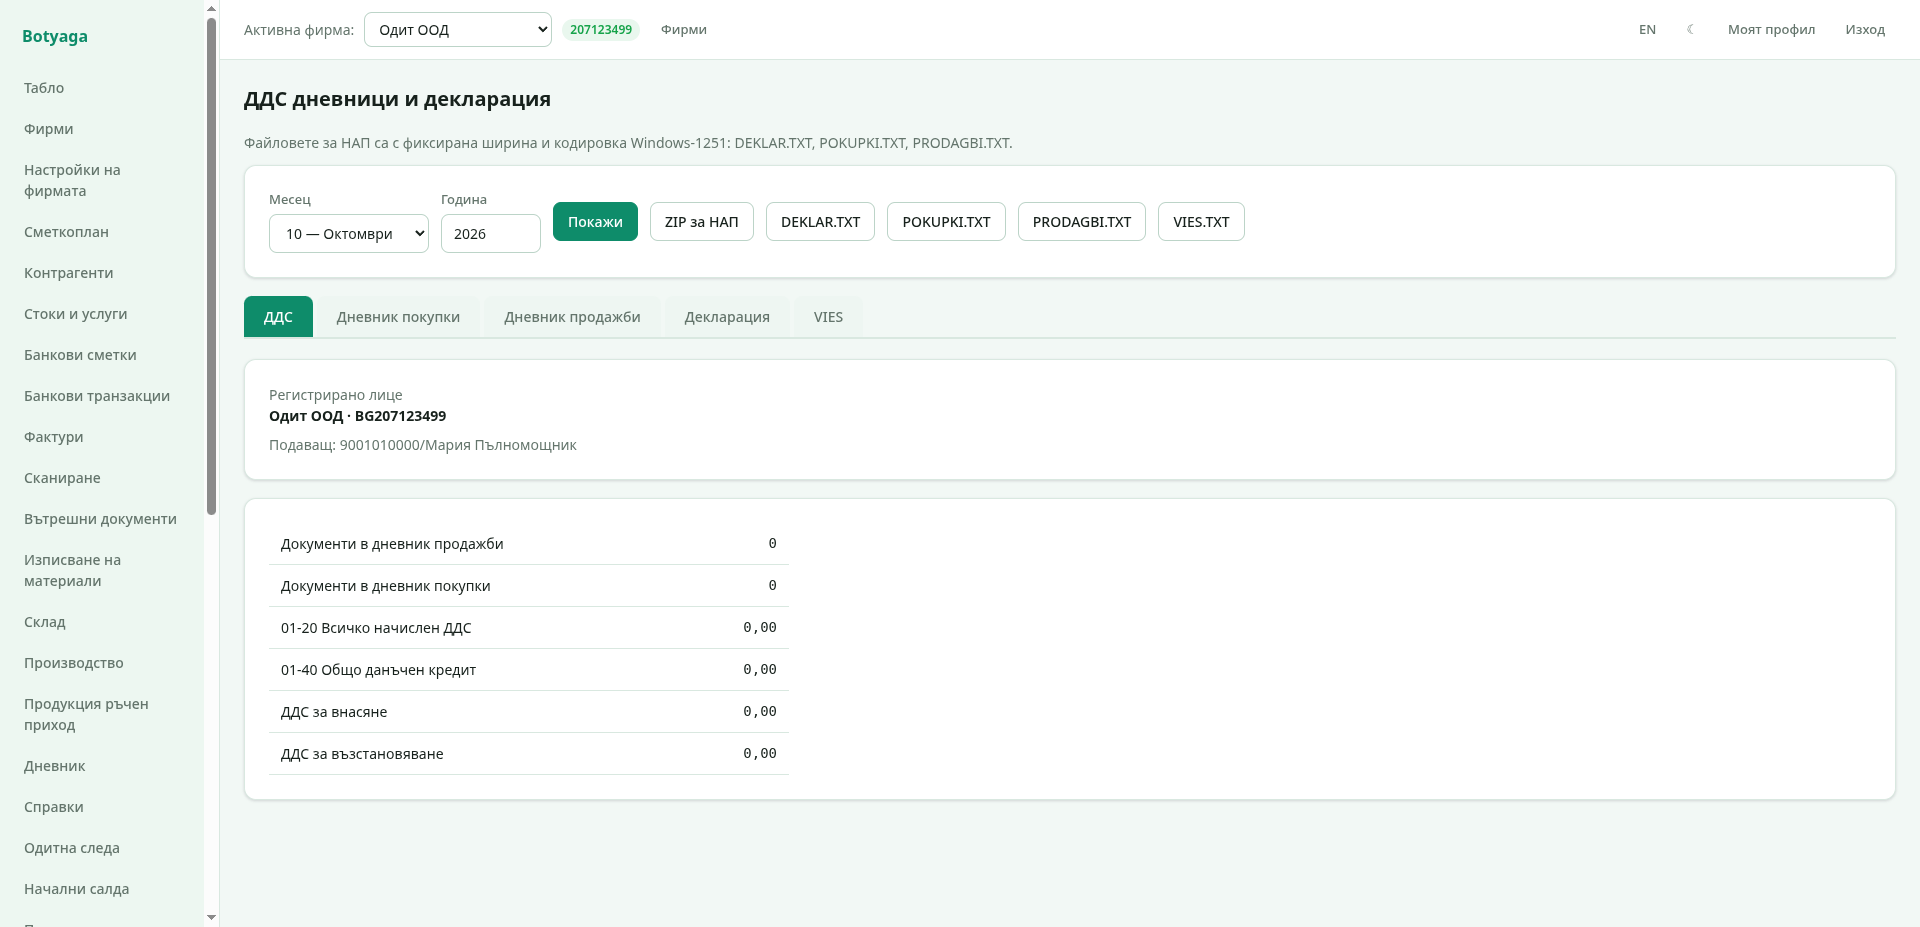 Botyaga
Табло
Фирми
Настройки на
фирмата
Сметкоплан
Контрагенти
Стоки и услуги
Банкови сметки
Банкови транзакции
Фактури
Сканиране
Вътрешни документи
Изписване на
материали
Склад
Производство
Продукция ръчен
приход
Дневник
Справки
Одитна следа
Начални салда
Активна фирма: Одит ООД 207123499 Фирми EN Моят профил Изход
ДДС дневници и декларация
Файловете за НАП са с фиксирана ширина и кодировка Windows-1251: DEKLAR.TXT, POKUPKI.TXT, PRODAGBI.TXT.
Месец Година
10 — Октомври 2026 Покажи ZIP за НАП DEKLAR.TXT POKUPKI.TXT PRODAGBI.TXT VIES.TXT
ДДС Дневник покупки Дневник продажби Декларация VIES
Регистрирано лице
Одит ООД · BG207123499
Подаващ: 9001010000/Мария Пълномощник
Документи в дневник продажби 0
Документи в дневник покупки 0
01-20 Всичко начислен ДДС 0,00
01-40 Общо данъчен кредит 0,00
ДДС за внасяне 0,00
ДДС за възстановяване 0,00